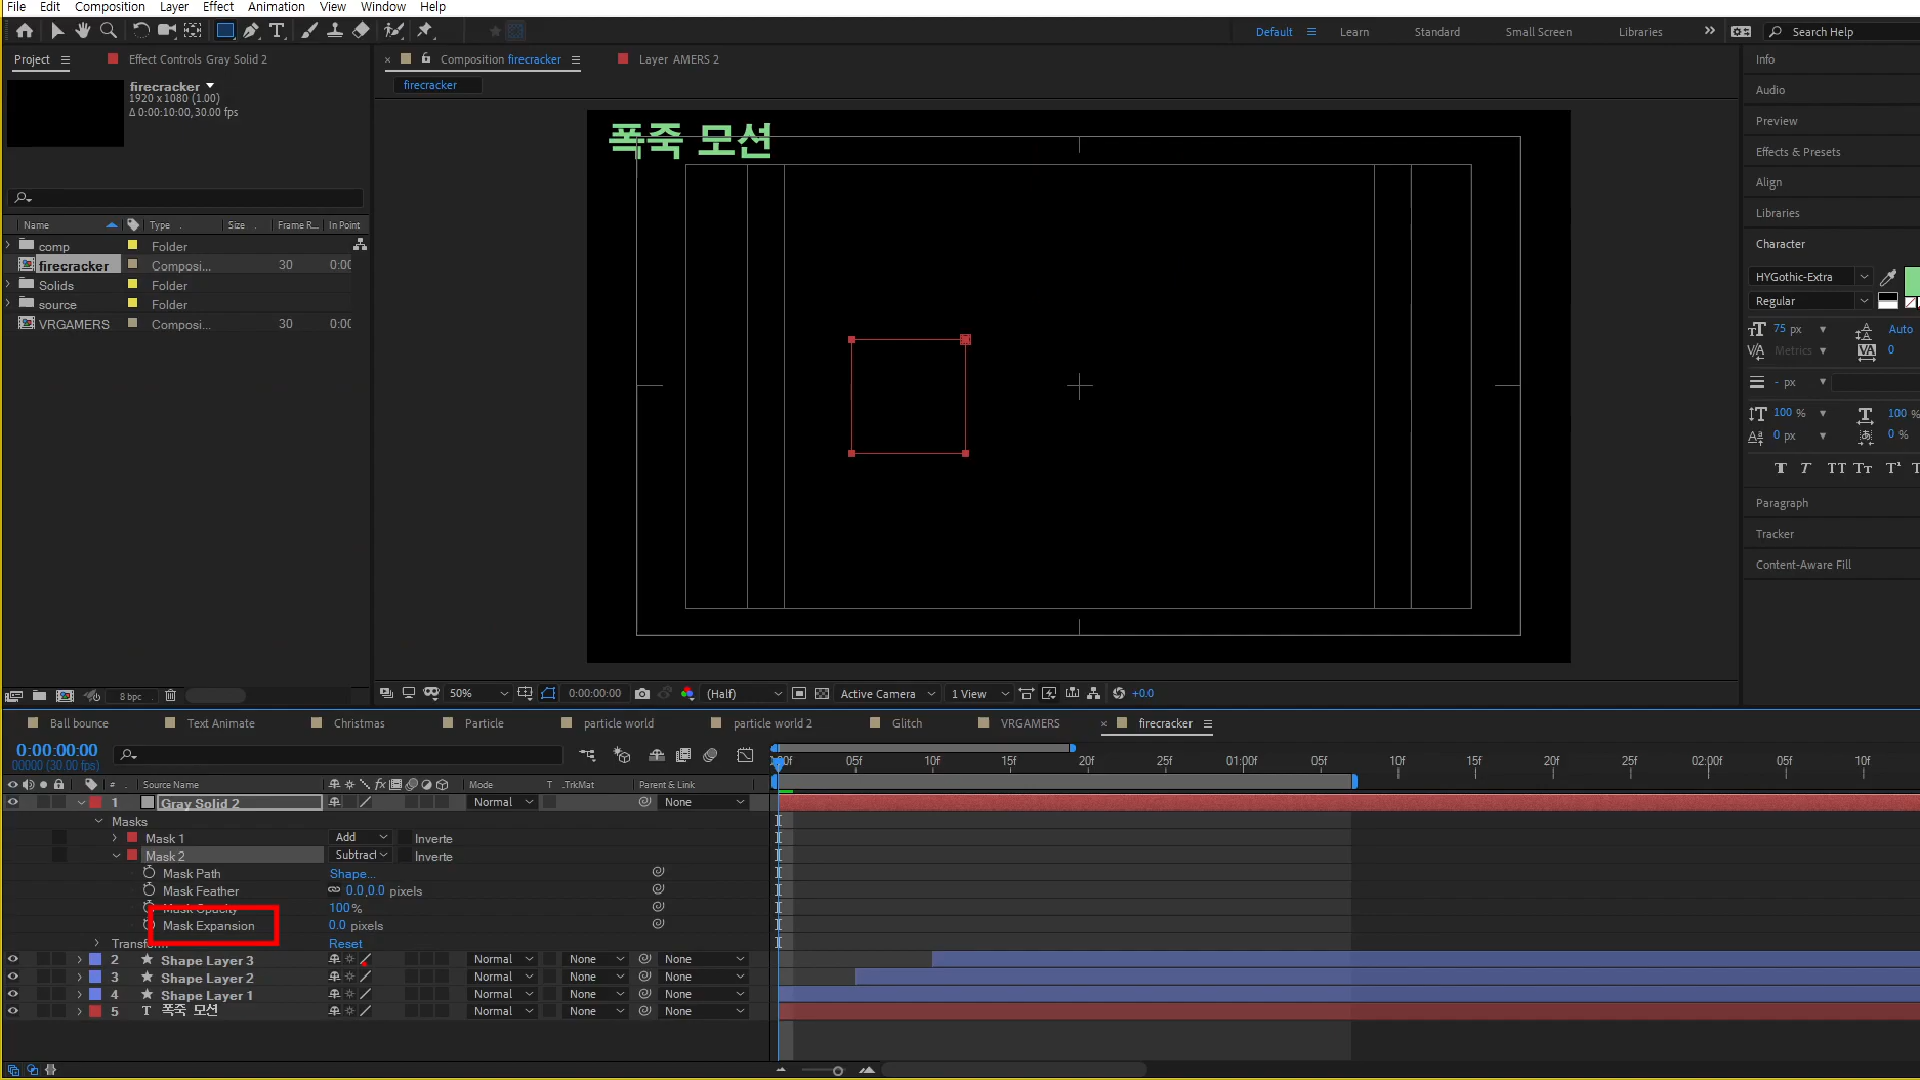 File Edit Composition Layer Effect Animation View Window Help
Default Learn Standard Small Screen Libraries Search Help
Project Effect Controls Gray Solid 2 Composition firecracker Layer AMERS 2 Info
firecracker
firecracker
1920 x 1080 (1.00)
Δ 0:00:10:00, 30.00 fps
폭죽 모션
Name Type Size Frame R... In Point
comp Folder
firecracker Composi... 30 0:00
Solids Folder
source Folder
VRGAMERS Composi... 30 0:00
Audio
Preview
Effects & Presets
Align
Libraries
Character
HYGothic-Extra
Regular
75 px Auto
Metrics 0
- px
100 % 100 %
0 px 0 %
Paragraph
Tracker
Content-Aware Fill
8 bpc
50% 0:00:00:00 (Half) Active Camera 1 View +0.0
Ball bounce Text Animate Christmas Particle particle world particle world 2 Glitch VRGAMERS firecracker
0:00:00:00
00000 (30.00 fps)
05f 10f 15f 20f 25f 01:00f 05f 10f 15f 20f 25f 02:00f 05f 10f
# Source Name Mode T .TrkMat Parent & Link
1 Gray Solid 2 Normal None
Masks
Mask 1 Add Inverte
Mask 2 Subtract Inverte
Mask Path Shape...
Mask Feather 0.0,0.0 pixels
Mask Opacity 100%
Mask Expansion 0.0 pixels
Transform Reset
2 Shape Layer 3 Normal None None
3 Shape Layer 2 Normal None None
4 Shape Layer 1 Normal None None
5 T 폭죽 모션 Normal None None